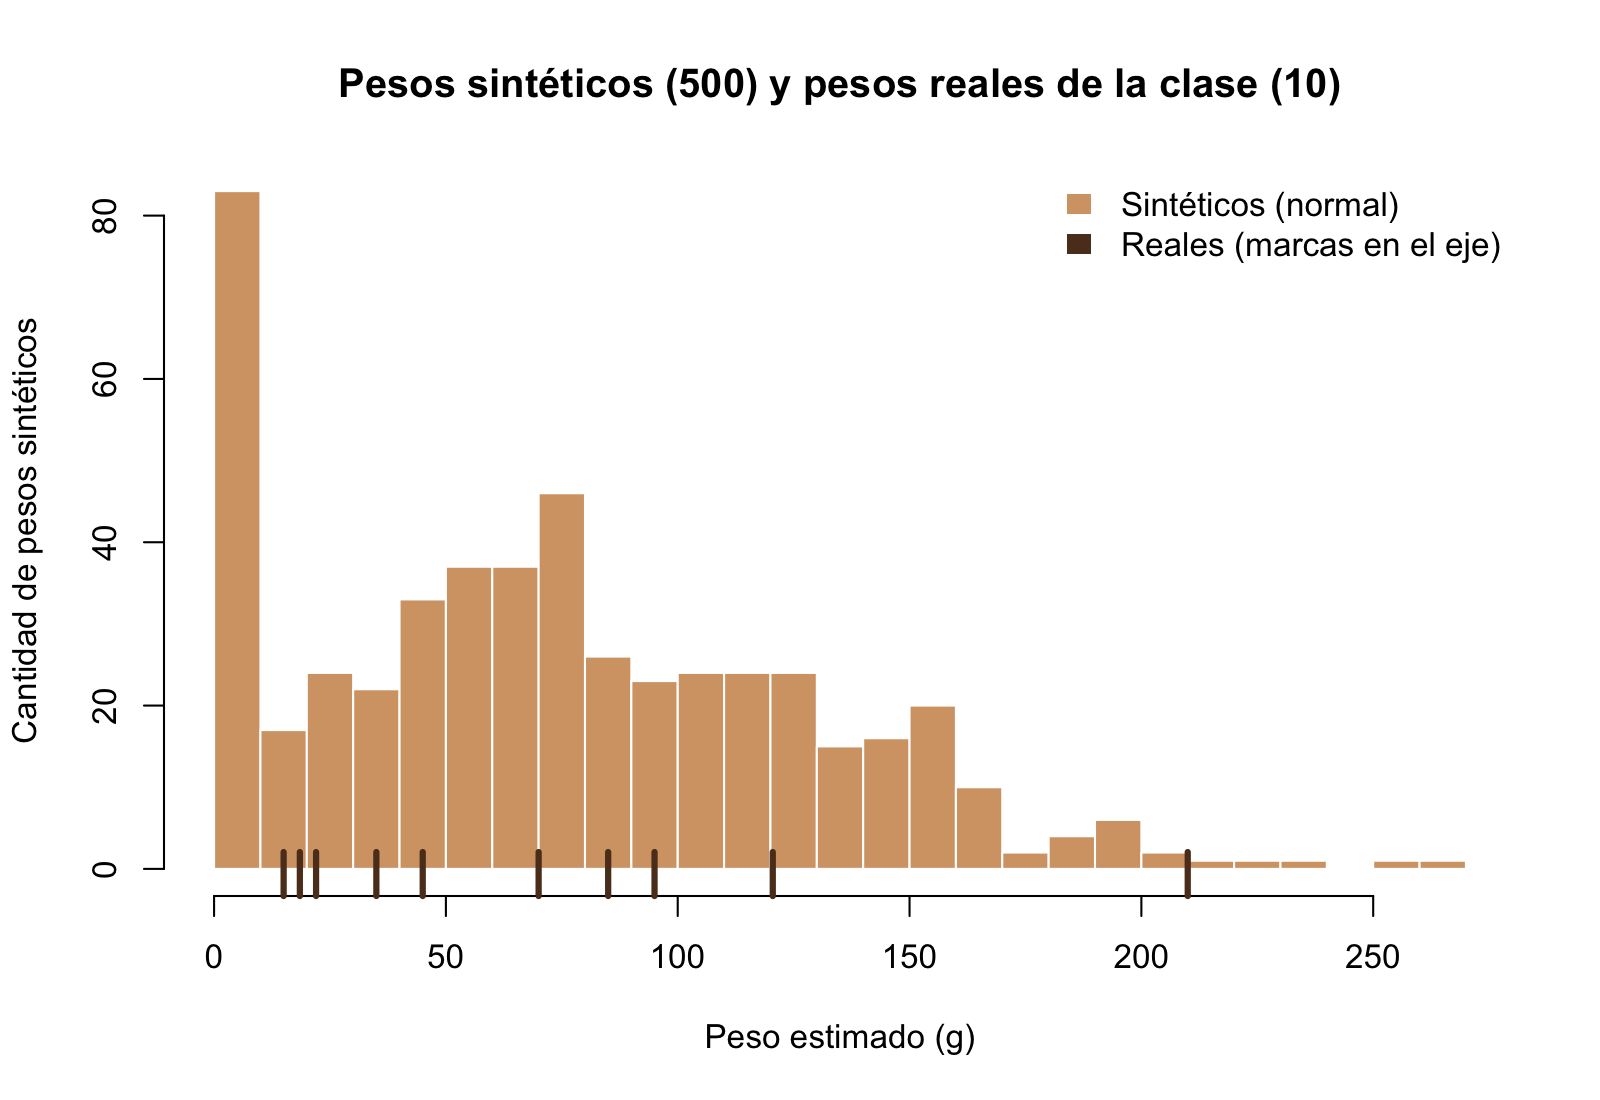 Pesos sintéticos (500) y pesos reales de la clase (10)
Sintéticos (normal)
Reales (marcas en el eje)
Cantidad de pesos sintéticos
80
60
40
20
0
0 50 100 150 200 250
Peso estimado (g)